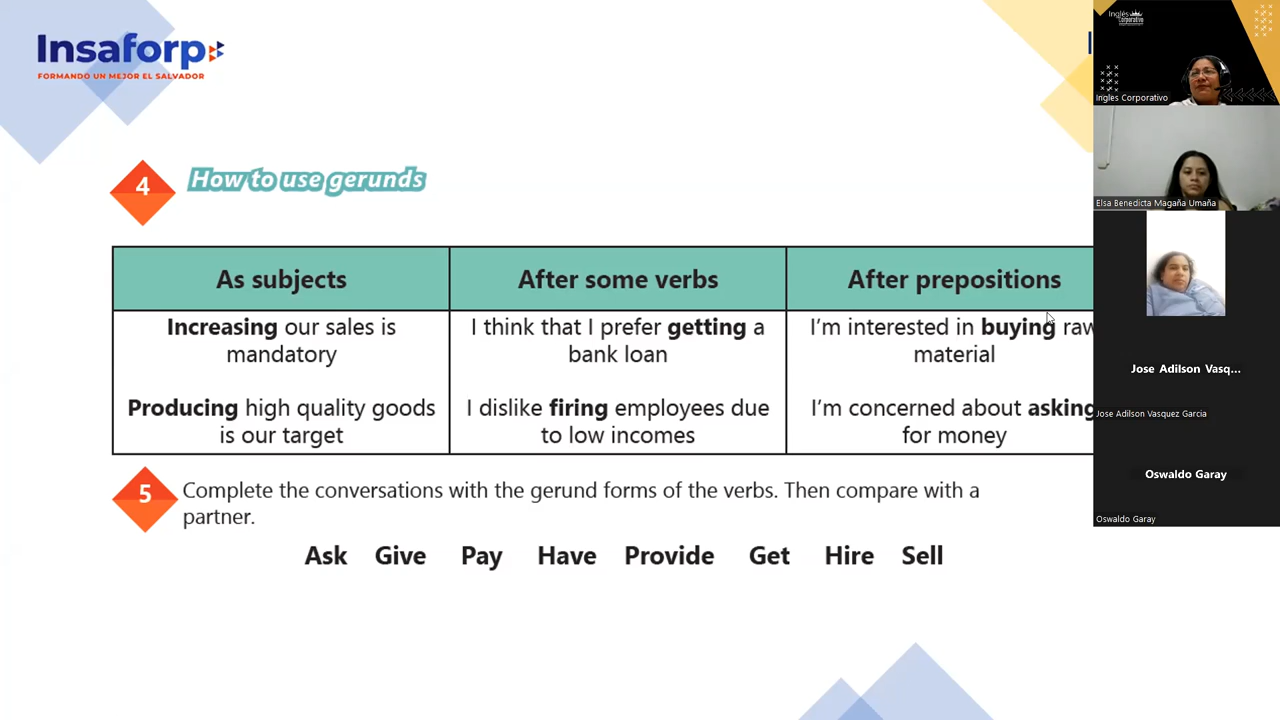 Insaforp
FORMANDO UN MEJOR EL SALVADOR
4
How to use gerunds
As subjects
After some verbs
After prepositions
Increasing our sales is
mandatory
Producing high quality goods
is our target
I think that I prefer getting a
bank loan
I dislike firing employees due
to low incomes
I'm interested in buying raw
material
I'm concerned about asking
for money
5
Complete the conversations with the gerund forms of the verbs. Then compare with a
partner.
Ask Give Pay Have Provide Get Hire Sell
Inglés
Corporativo
Ingles Corporativo
Elsa Benedicta Magaña Umaña
Jose Adilson Vasq...
Jose Adilson Vasquez Garcia
Oswaldo Garay
Oswaldo Garay